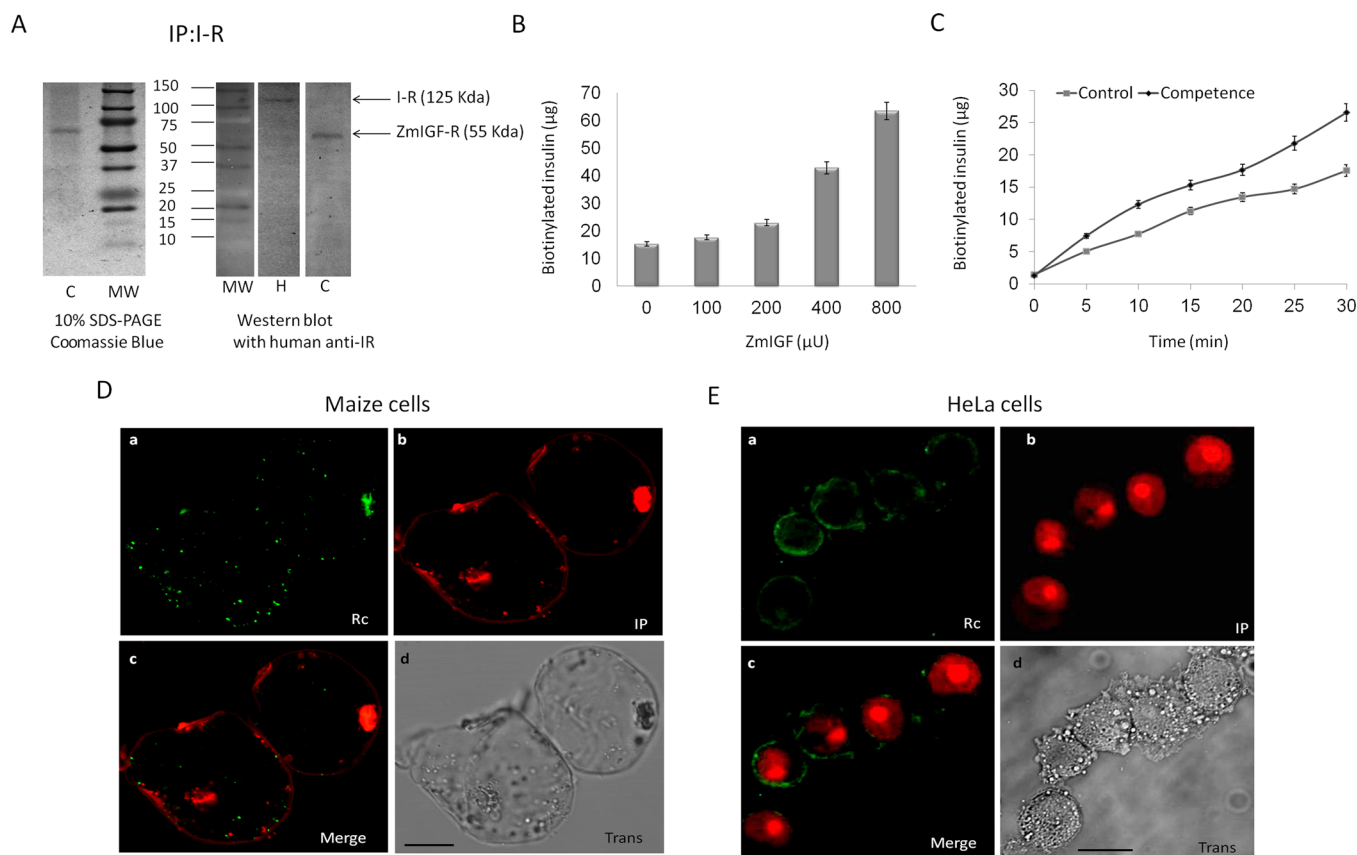 A
IP:I-R
150
100
75
50
37
25
20
15
10
I-R (125 Kda)
ZmIGF-R (55 Kda)
C
MW
MW
H
C
10% SDS-PAGE
Coomassie Blue
Western blot
with human anti-IR
B
Biotinylated insulin (µg)
70
60
50
40
30
20
10
0
0
100
200
400
800
ZmIGF (µU)
C
Control
Competence
Biotinylated insulin (µg)
30
25
20
15
10
5
0
0
5
10
15
20
25
30
Time (min)
D
Maize cells
a
Rc
b
IP
c
Merge
d
Trans
E
HeLa cells
a
Rc
b
IP
c
Merge
d
Trans